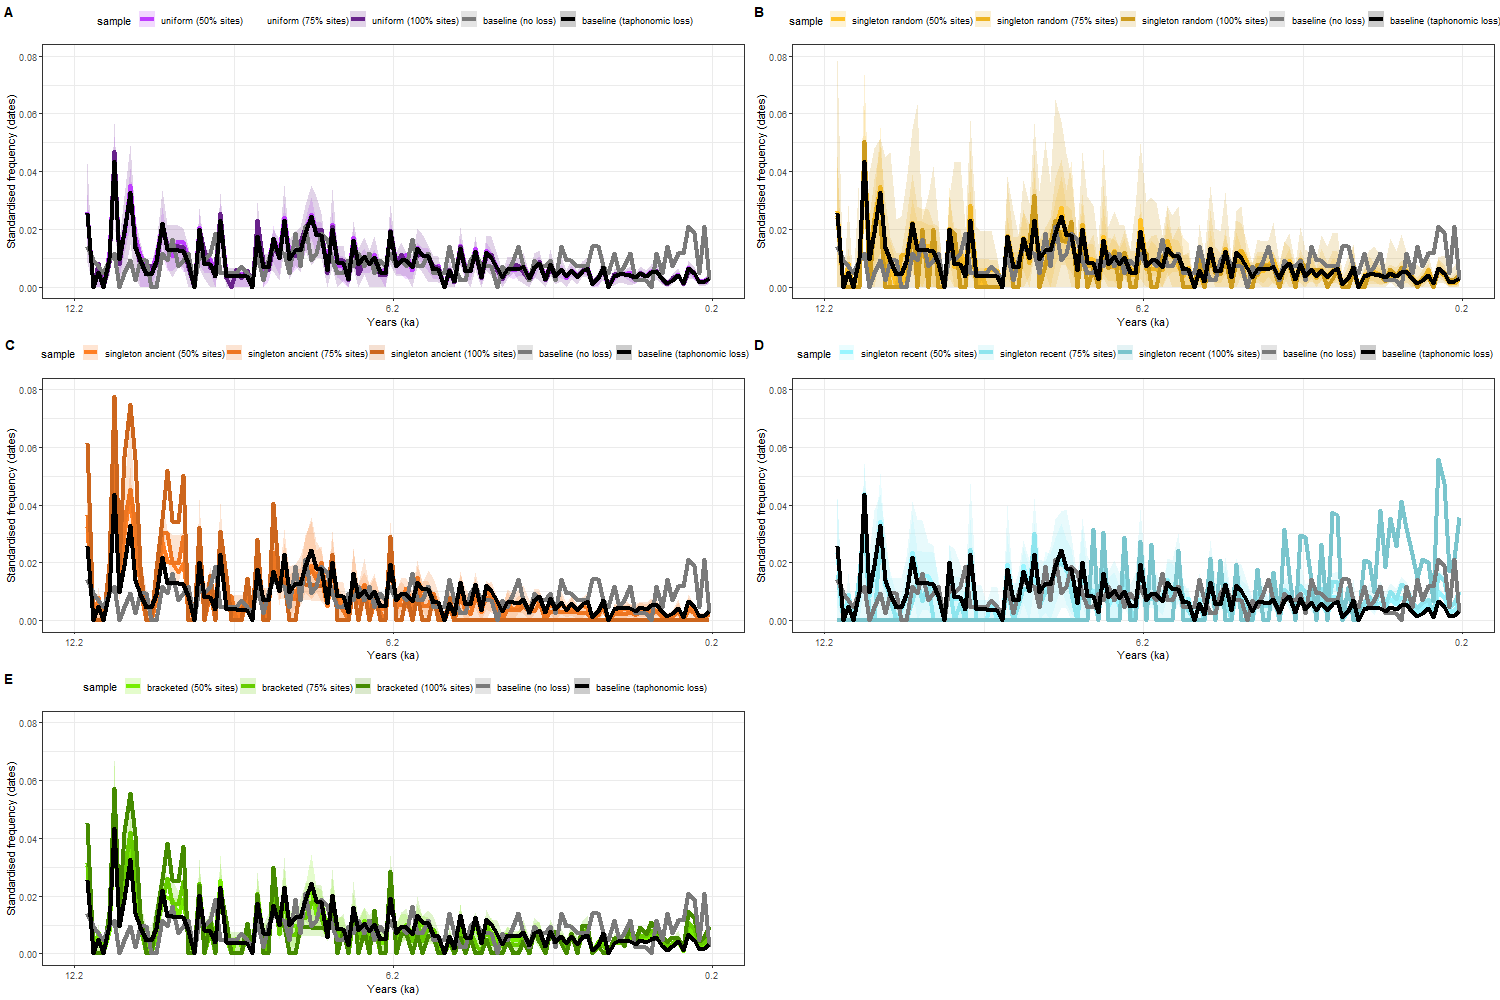 A
sample uniform (50% sites) uniform (75% sites) uniform (100% sites) baseline (no loss) baseline (taphonomic loss)
Standardised frequency (dates)
0.08
0.06
0.04
0.02
0.00
12.2 6.2 0.2
Years (ka)
B
sample singleton random (50% sites) singleton random (75% sites) singleton random (100% sites) baseline (no loss) baseline (taphonomic loss)
Standardised frequency (dates)
0.08
0.06
0.04
0.02
0.00
12.2 6.2 0.2
Years (ka)
C
sample singleton ancient (50% sites) singleton ancient (75% sites) singleton ancient (100% sites) baseline (no loss) baseline (taphonomic loss)
Standardised frequency (dates)
0.08
0.06
0.04
0.02
0.00
12.2 6.2 0.2
Years (ka)
D
sample singleton recent (50% sites) singleton recent (75% sites) singleton recent (100% sites) baseline (no loss) baseline (taphonomic loss)
Standardised frequency (dates)
0.08
0.06
0.04
0.02
0.00
12.2 6.2 0.2
Years (ka)
E
sample bracketed (50% sites) bracketed (75% sites) bracketed (100% sites) baseline (no loss) baseline (taphonomic loss)
Standardised frequency (dates)
0.08
0.06
0.04
0.02
0.00
12.2 6.2 0.2
Years (ka)